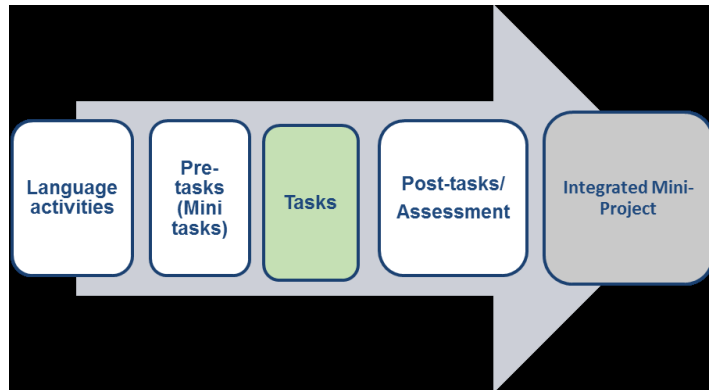 Language
activities
Pre-
tasks
(Mini
tasks)
Tasks
Post-tasks/
Assessment
Integrated Mini-
Project